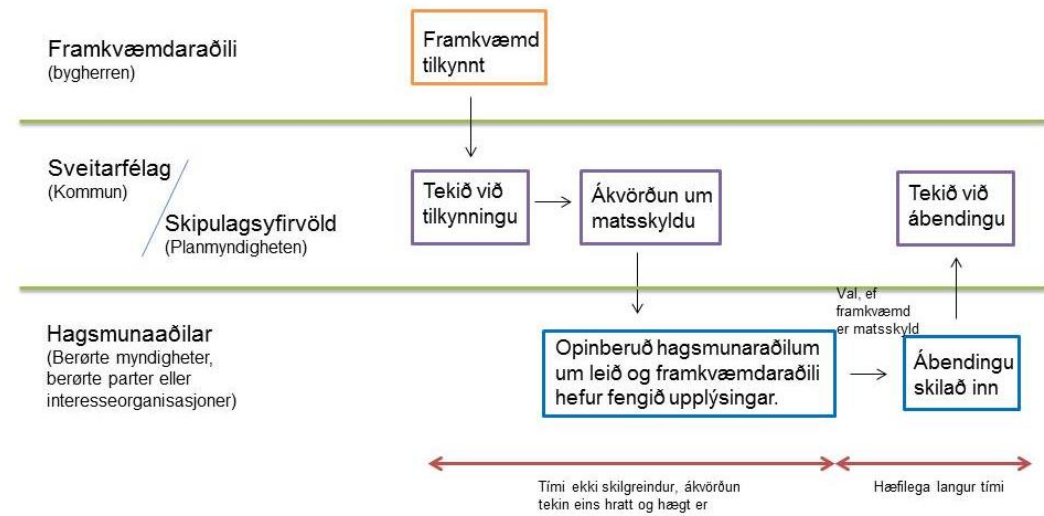 Framkvæmdaraðili
(bygherren)
Framkvæmd
tilkynnt
Sveitarfélag
(Kommun)
Skipulagsyfirvöld
(Planmyndigheten)
Tekið við
tilkynningu
Ákvörðun um
matsskyldu
Tekið við
ábendingu
Hagsmunaaðilar
(Berørte myndigheter,
berørte parter eller
interesseorganisasjoner)
Opinberuð hagsmunaraðilum
um leið og framkvæmdaraðili
hefur fengið upplýsingar.
Val, ef
framkvæmd
er matsskyld
Ábendingu
skilað inn
Tími ekki skilgreindur, ákvörðun
tekin eins hratt og hægt er
Hæfilega langur tími